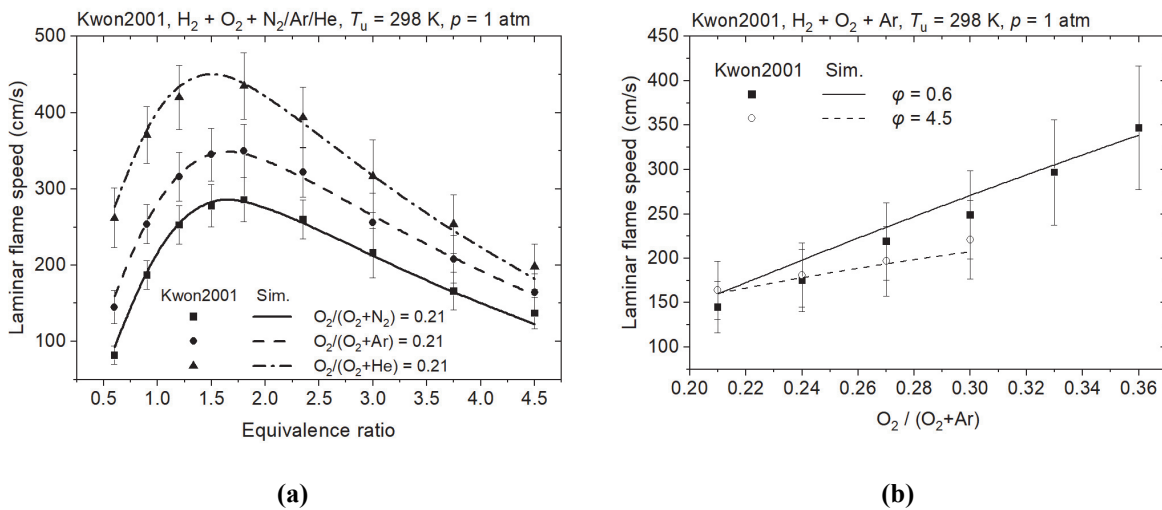 Kwon2001, H₂ + O₂ + N₂/Ar/He, Tᵤ = 298 K, p = 1 atm
500
400
300
200
100
Laminar flame speed (cm/s)
Kwon2001 Sim.
O₂/(O₂+N₂) = 0.21
O₂/(O₂+Ar) = 0.21
O₂/(O₂+He) = 0.21
0.5 1.0 1.5 2.0 2.5 3.0 3.5 4.0 4.5
Equivalence ratio
(a)
Kwon2001, H₂ + O₂ + Ar, Tᵤ = 298 K, p = 1 atm
450
400
350
300
250
200
150
100
Laminar flame speed (cm/s)
Kwon2001 Sim.
φ = 0.6
φ = 4.5
0.20 0.22 0.24 0.26 0.28 0.30 0.32 0.34 0.36
O₂ / (O₂+Ar)
(b)